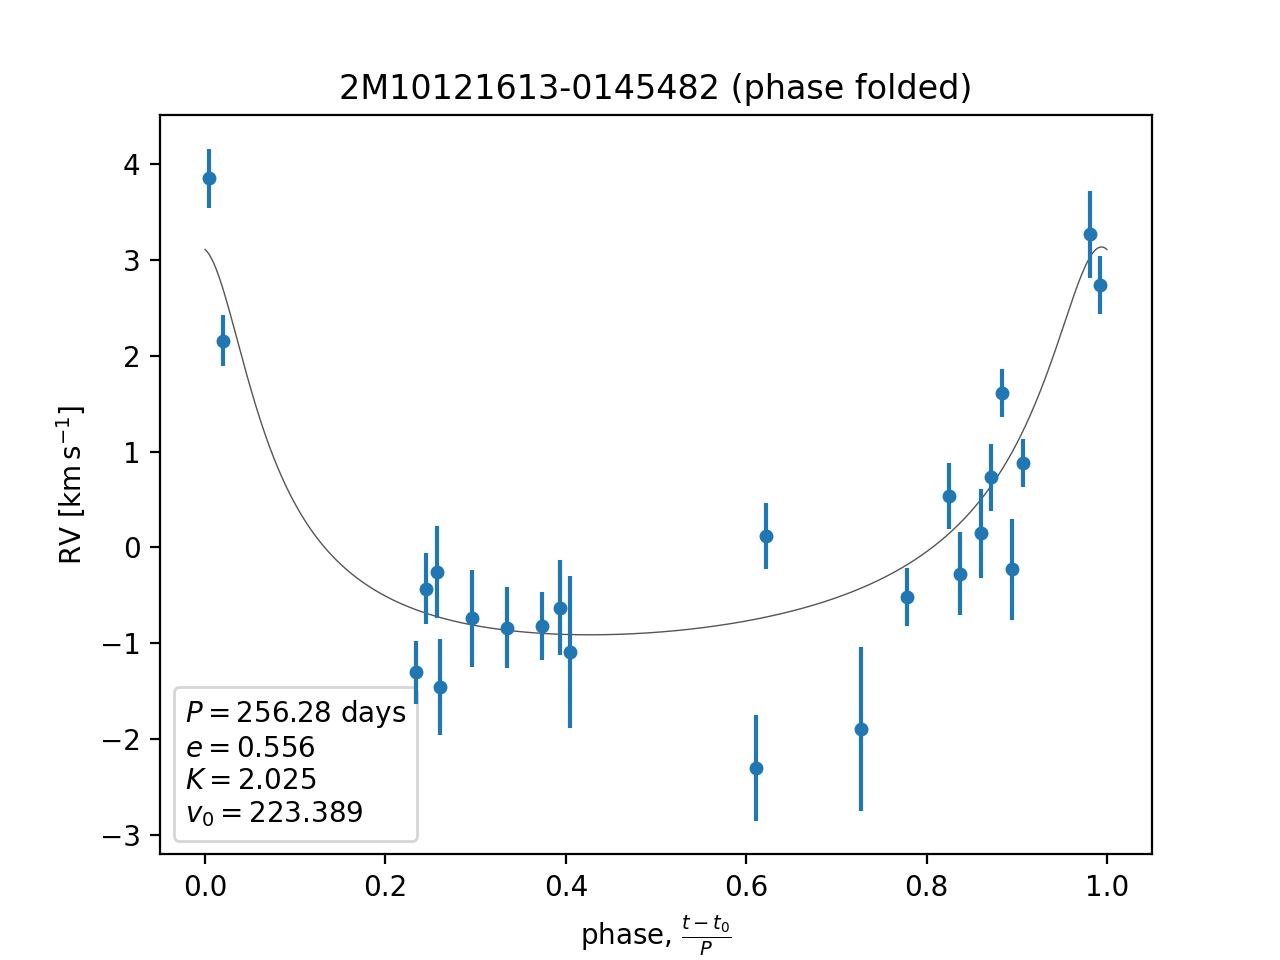 2M10121613-0145482 (phase folded)
4
3
2
1
0
−1
−2
−3
RV [km s⁻¹]
P = 256.28 days
e = 0.556
K = 2.025
v₀ = 223.389
0.0 0.2 0.4 0.6 0.8 1.0
phase, (t − t₀)/P